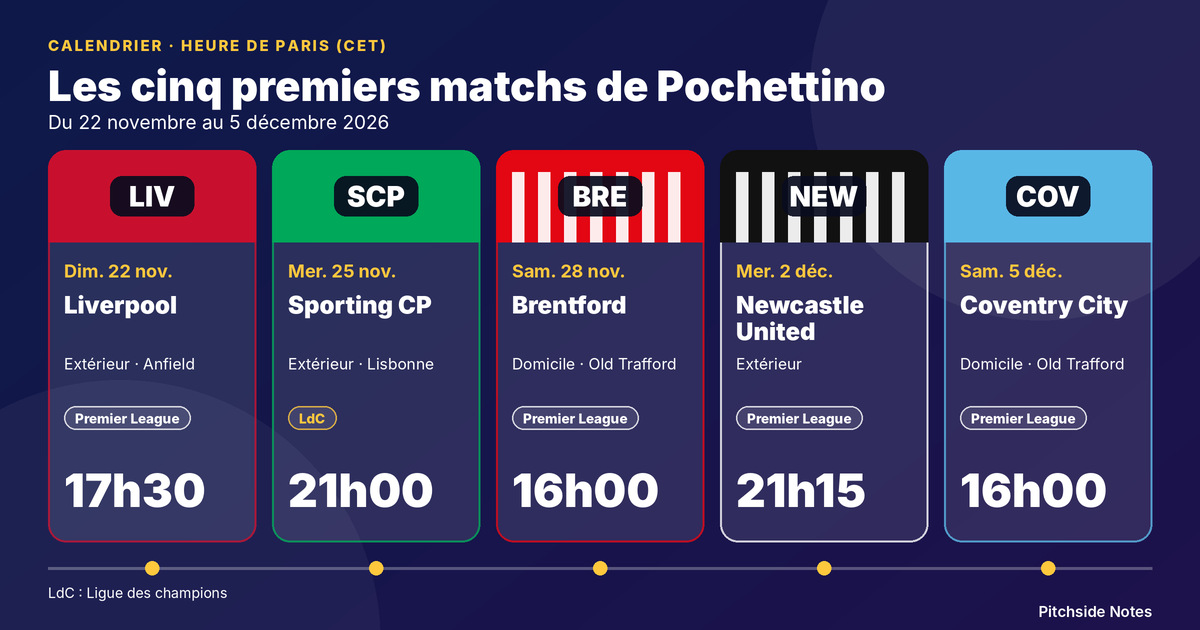 CALENDRIER · HEURE DE PARIS (CET)
Les cinq premiers matchs de Pochettino
Du 22 novembre au 5 décembre 2026
LIV
Dim. 22 nov.
Liverpool
Extérieur · Anfield
Premier League
17h30
SCP
Mer. 25 nov.
Sporting CP
Extérieur · Lisbonne
LdC
21h00
BRE
Sam. 28 nov.
Brentford
Domicile · Old Trafford
Premier League
16h00
NEW
Mer. 2 déc.
Newcastle
United
Extérieur
Premier League
21h15
COV
Sam. 5 déc.
Coventry City
Domicile · Old Trafford
Premier League
16h00
LdC : Ligue des champions
Pitchside Notes